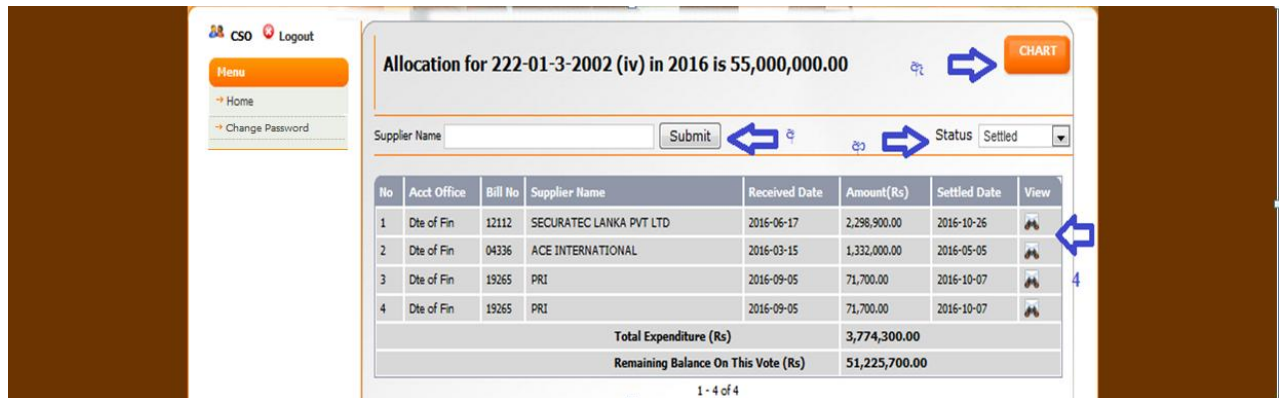 CSO Logout
Menu
Home
Change Password
Allocation for 222-01-3-2002 (iv) in 2016 is 55,000,000.00
ඈ
CHART
Supplier Name Submit
අ
ආ
Status Settled
No Acct Office Bill No Supplier Name Received Date Amount(Rs) Settled Date View
1 Dte of Fin 12112 SECURATEC LANKA PVT LTD 2016-06-17 2,298,900.00 2016-10-26
2 Dte of Fin 04336 ACE INTERNATIONAL 2016-03-15 1,332,000.00 2016-05-05
3 Dte of Fin 19265 PRI 2016-09-05 71,700.00 2016-10-07
4
4 Dte of Fin 19265 PRI 2016-09-05 71,700.00 2016-10-07
Total Expenditure (Rs) 3,774,300.00
Remaining Balance On This Vote (Rs) 51,225,700.00
1 - 4 of 4